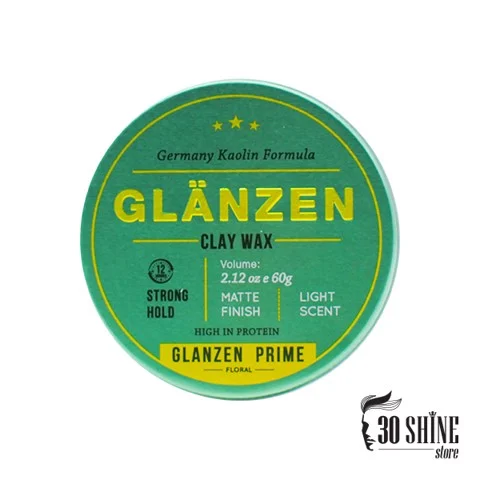 Germany Kaolin Formula
GLÄNZEN
CLAY WAX
Volume:
2.12 oz e 60g
12
STRONG HOLD
MATTE FINISH
LIGHT SCENT
HIGH IN PROTEIN
GLANZEN PRIME
FLORAL
30 SHINE
store